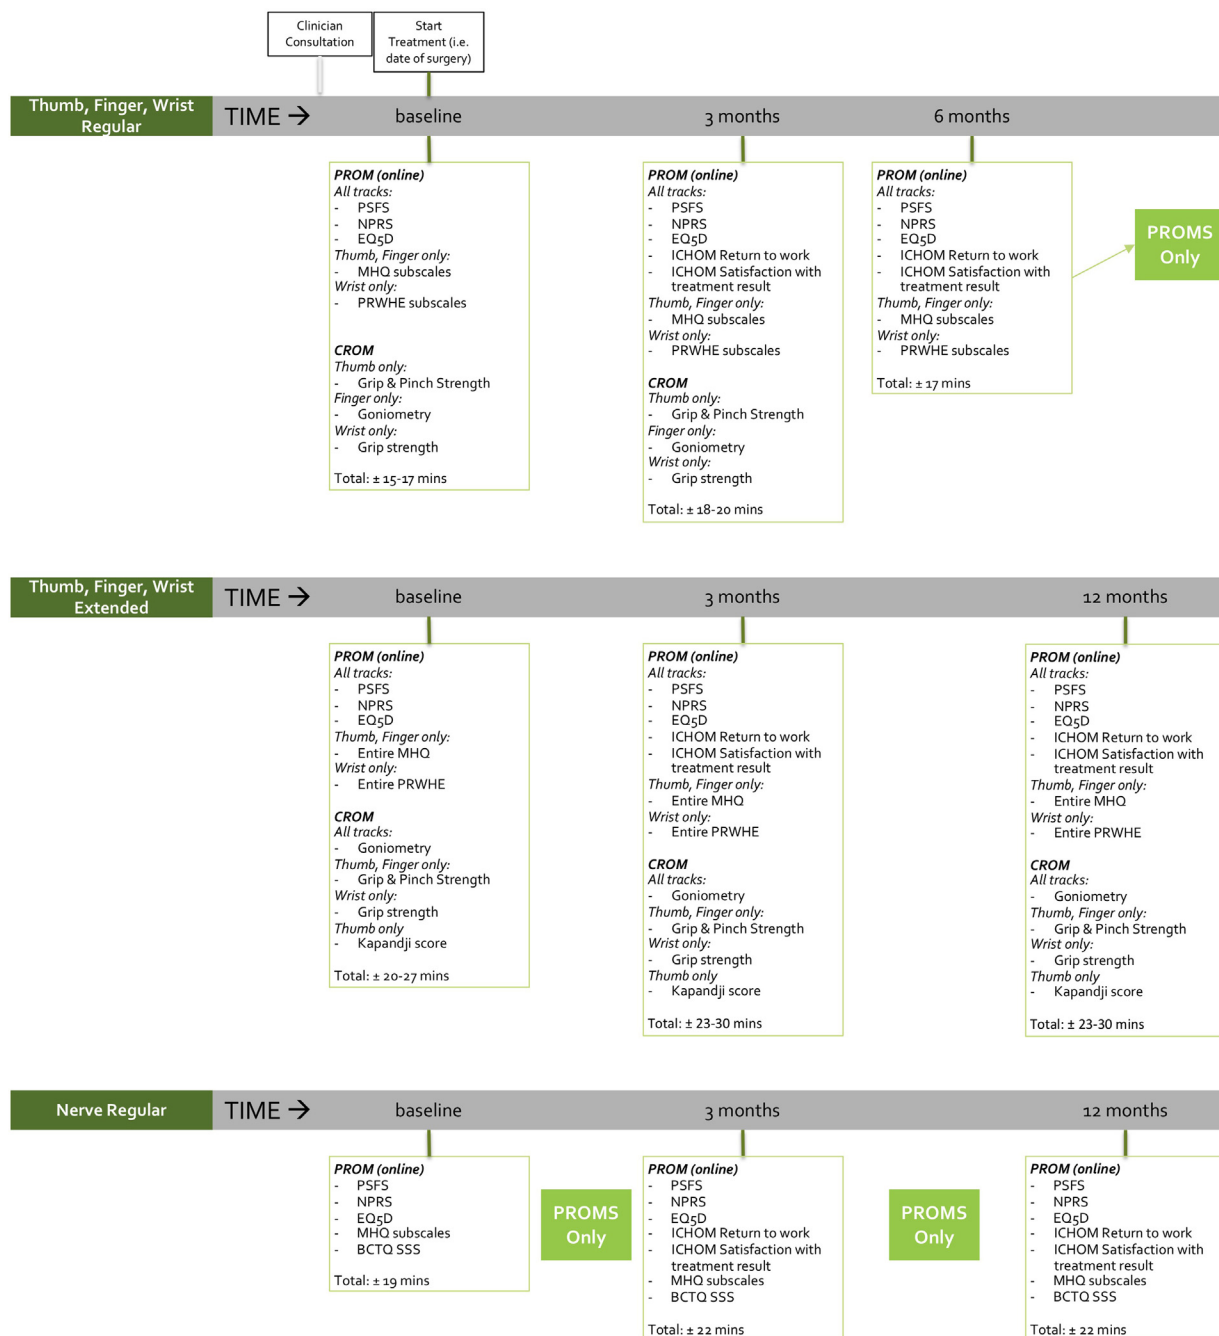 Clinician
Consultation
Start
Treatment (i.e.
date of surgery)
Thumb, Finger, Wrist
Regular
TIME →
baseline
3 months
6 months
PROM (online)
All tracks:
- PSFS
- NPRS
- EQ5D
Thumb, Finger only:
- MHQ subscales
Wrist only:
- PRWHE subscales
CROM
Thumb only:
- Grip & Pinch Strength
Finger only:
- Goniometry
Wrist only:
- Grip strength
Total: ± 15-17 mins
PROM (online)
All tracks:
- PSFS
- NPRS
- EQ5D
- ICHOM Return to work
- ICHOM Satisfaction with
treatment result
Thumb, Finger only:
- MHQ subscales
Wrist only:
- PRWHE subscales
CROM
Thumb only:
- Grip & Pinch Strength
Finger only:
- Goniometry
Wrist only:
- Grip strength
Total: ± 18-20 mins
PROM (online)
All tracks:
- PSFS
- NPRS
- EQ5D
- ICHOM Return to work
- ICHOM Satisfaction with
treatment result
Thumb, Finger only:
- MHQ subscales
Wrist only:
- PRWHE subscales
Total: ± 17 mins
PROMS
Only
Thumb, Finger, Wrist
Extended
TIME →
baseline
3 months
12 months
PROM (online)
All tracks:
- PSFS
- NPRS
- EQ5D
Thumb, Finger only:
- Entire MHQ
Wrist only:
- Entire PRWHE
CROM
All tracks:
- Goniometry
Thumb, Finger only:
- Grip & Pinch Strength
Wrist only:
- Grip strength
Thumb only
- Kapandji score
Total: ± 20-27 mins
PROM (online)
All tracks:
- PSFS
- NPRS
- EQ5D
- ICHOM Return to work
- ICHOM Satisfaction with
treatment result
Thumb, Finger only:
- Entire MHQ
Wrist only:
- Entire PRWHE
CROM
All tracks:
- Goniometry
Thumb, Finger only:
- Grip & Pinch Strength
Wrist only:
- Grip strength
Thumb only
- Kapandji score
Total: ± 23-30 mins
PROM (online)
All tracks:
- PSFS
- NPRS
- EQ5D
- ICHOM Return to work
- ICHOM Satisfaction with
treatment result
Thumb, Finger only:
- Entire MHQ
Wrist only:
- Entire PRWHE
CROM
All tracks:
- Goniometry
Thumb, Finger only:
- Grip & Pinch Strength
Wrist only:
- Grip strength
Thumb only
- Kapandji score
Total: ± 23-30 mins
Nerve Regular
TIME →
baseline
3 months
12 months
PROM (online)
- PSFS
- NPRS
- EQ5D
- MHQ subscales
- BCTQ SSS
Total: ± 19 mins
PROMS
Only
PROM (online)
- PSFS
- NPRS
- EQ5D
- ICHOM Return to work
- ICHOM Satisfaction with
treatment result
- MHQ subscales
- BCTQ SSS
Total: ± 22 mins
PROMS
Only
PROM (online)
- PSFS
- NPRS
- EQ5D
- ICHOM Return to work
- ICHOM Satisfaction with
treatment result
- MHQ subscales
- BCTQ SSS
Total: ± 22 mins